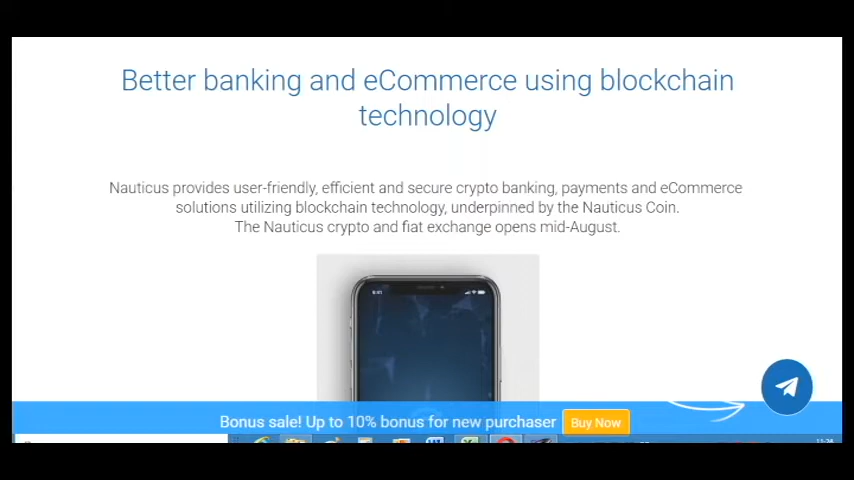 Better banking and eCommerce using blockchain
technology
Nauticus provides user-friendly, efficient and secure crypto banking, payments and eCommerce
solutions utilizing blockchain technology, underpinned by the Nauticus Coin.
The Nauticus crypto and fiat exchange opens mid-August.
9:41
Bonus sale! Up to 10% bonus for new purchaser
Buy Now